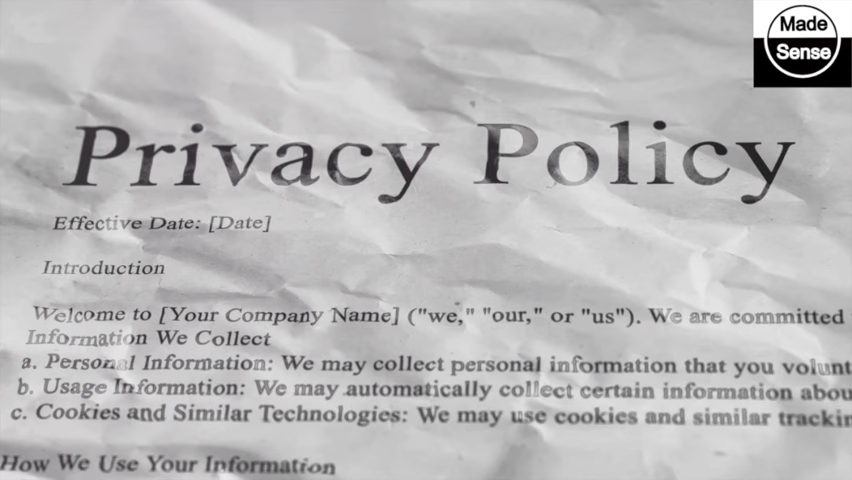 Made
Sense
Privacy Policy
Effective Date: [Date]
Introduction
Welcome to [Your Company Name] ("we," "our," or "us"). We are committed
Information We Collect
a. Personal Information: We may collect personal information that you
b. Usage Information: We may automatically collect certain information
c. Cookies and Similar Technologies: We may use cookies and similar
How We Use Your Information